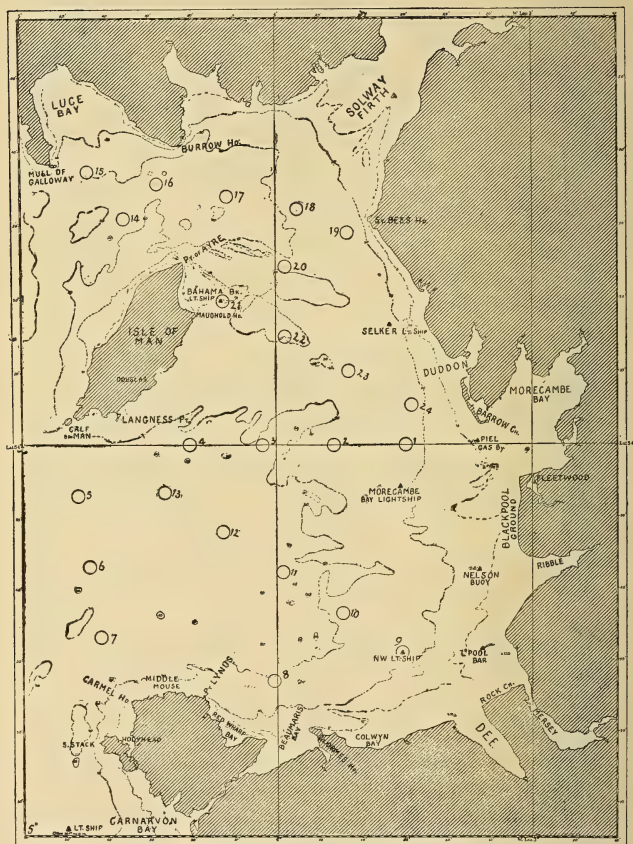 LUCE
BAY
SOLWAY
FIRTH
BURROW HD.
MULL OF
GALLOWAY
15
16
17
18
14
19
ST. BEES HD.
PT. OF AYRE
20
BAHAMA BK.
LT. SHIP
21
MAUGHOLD HD.
ISLE OF
MAN
SELKER LT. SHIP
22
DUDDON
23
DOUGLAS
MORECAMBE
BAY
24
BARROW CH.
LANGNESS PT.
CALF
OF MAN
4
3
2
1
PIEL
GAS BY.
FLEETWOOD
5
13
MORECAMBE
BAY LIGHTSHIP
BLACKPOOL
GROUND
12
6
11
NELSON
BUOY
RIBBLE
10
7
9
NW LT. SHIP
L'POOL
BAR
LYNUS
8
MIDDLE
MOUSE
CARMEL HD.
ROCK CH.
MERSEY
RED WHARF
BAY
BEAUMARIS
BAY
COLWYN
BAY
DEE
S. STACK
HOLYHEAD
CARNARVON
BAY
5°
LT. SHIP